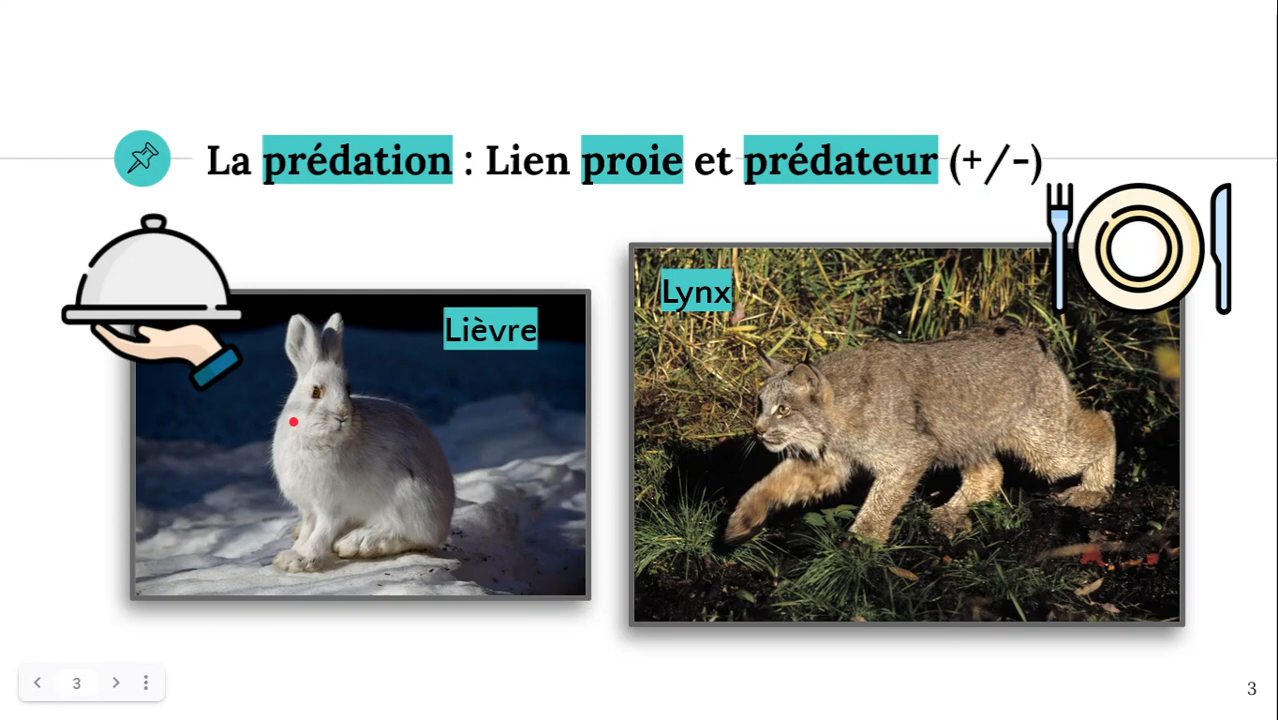 La prédation : Lien proie et prédateur (+/-)
Lynx
Lièvre
3
3